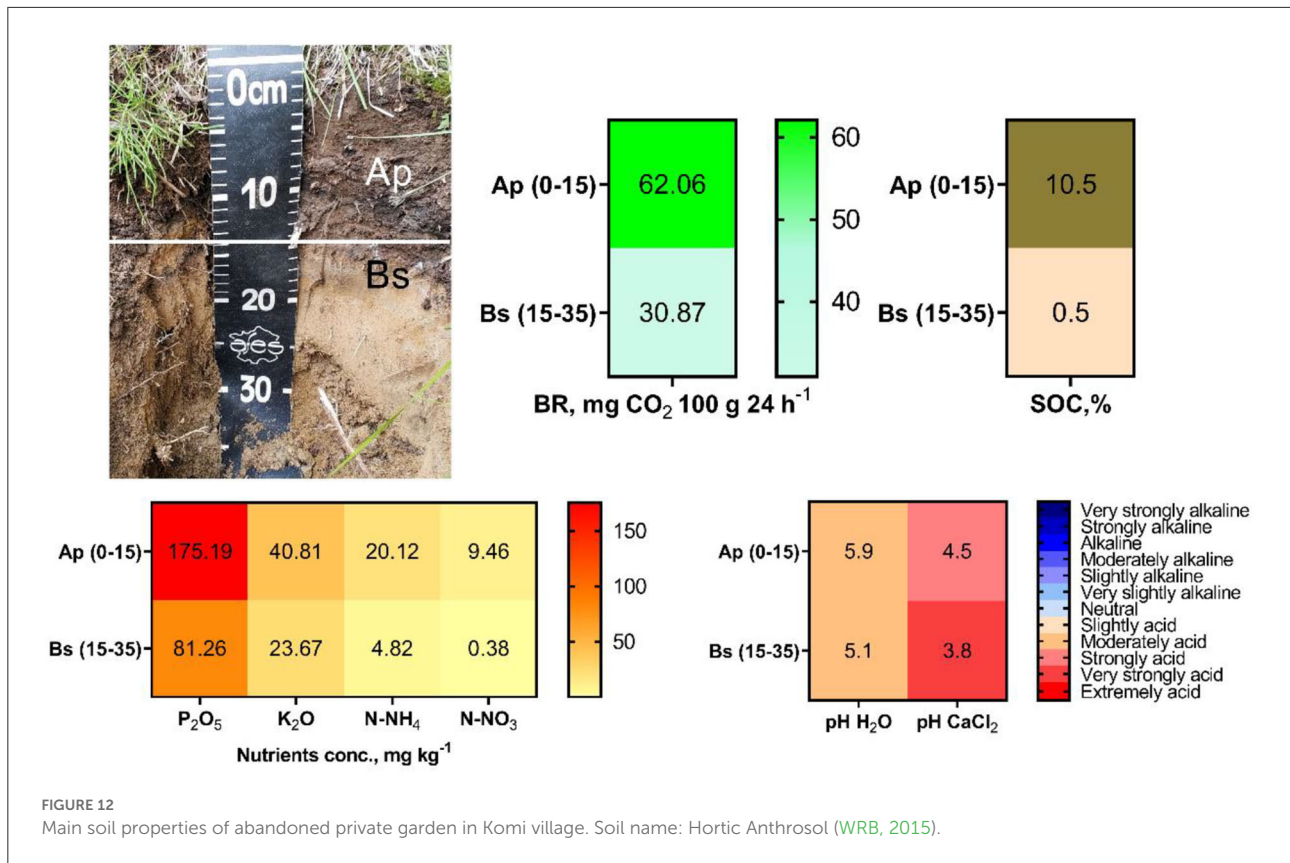 0cm
10
20
aes
30
Ap
Bs
Ap (0-15)
62.06
Bs (15-35)
30.87
BR, mg CO₂ 100 g 24 h⁻¹
60
50
40
Ap (0-15)
10.5
Bs (15-35)
0.5
SOC,%
Ap (0-15)
175.19 40.81 20.12 9.46
Bs (15-35)
81.26 23.67 4.82 0.38
P₂O₅ K₂O N-NH₄ N-NO₃
Nutrients conc., mg kg⁻¹
150
100
50
Ap (0-15)
5.9 4.5
Bs (15-35)
5.1 3.8
pH H₂O pH CaCl₂
Very strongly alkaline
Strongly alkaline
Alkaline
Moderately alkaline
Slightly alkaline
Very slightly alkaline
Neutral
Slightly acid
Moderately acid
Strongly acid
Very strongly acid
Extremely acid
FIGURE 12
Main soil properties of abandoned private garden in Komi village. Soil name: Hortic Anthrosol (WRB, 2015).